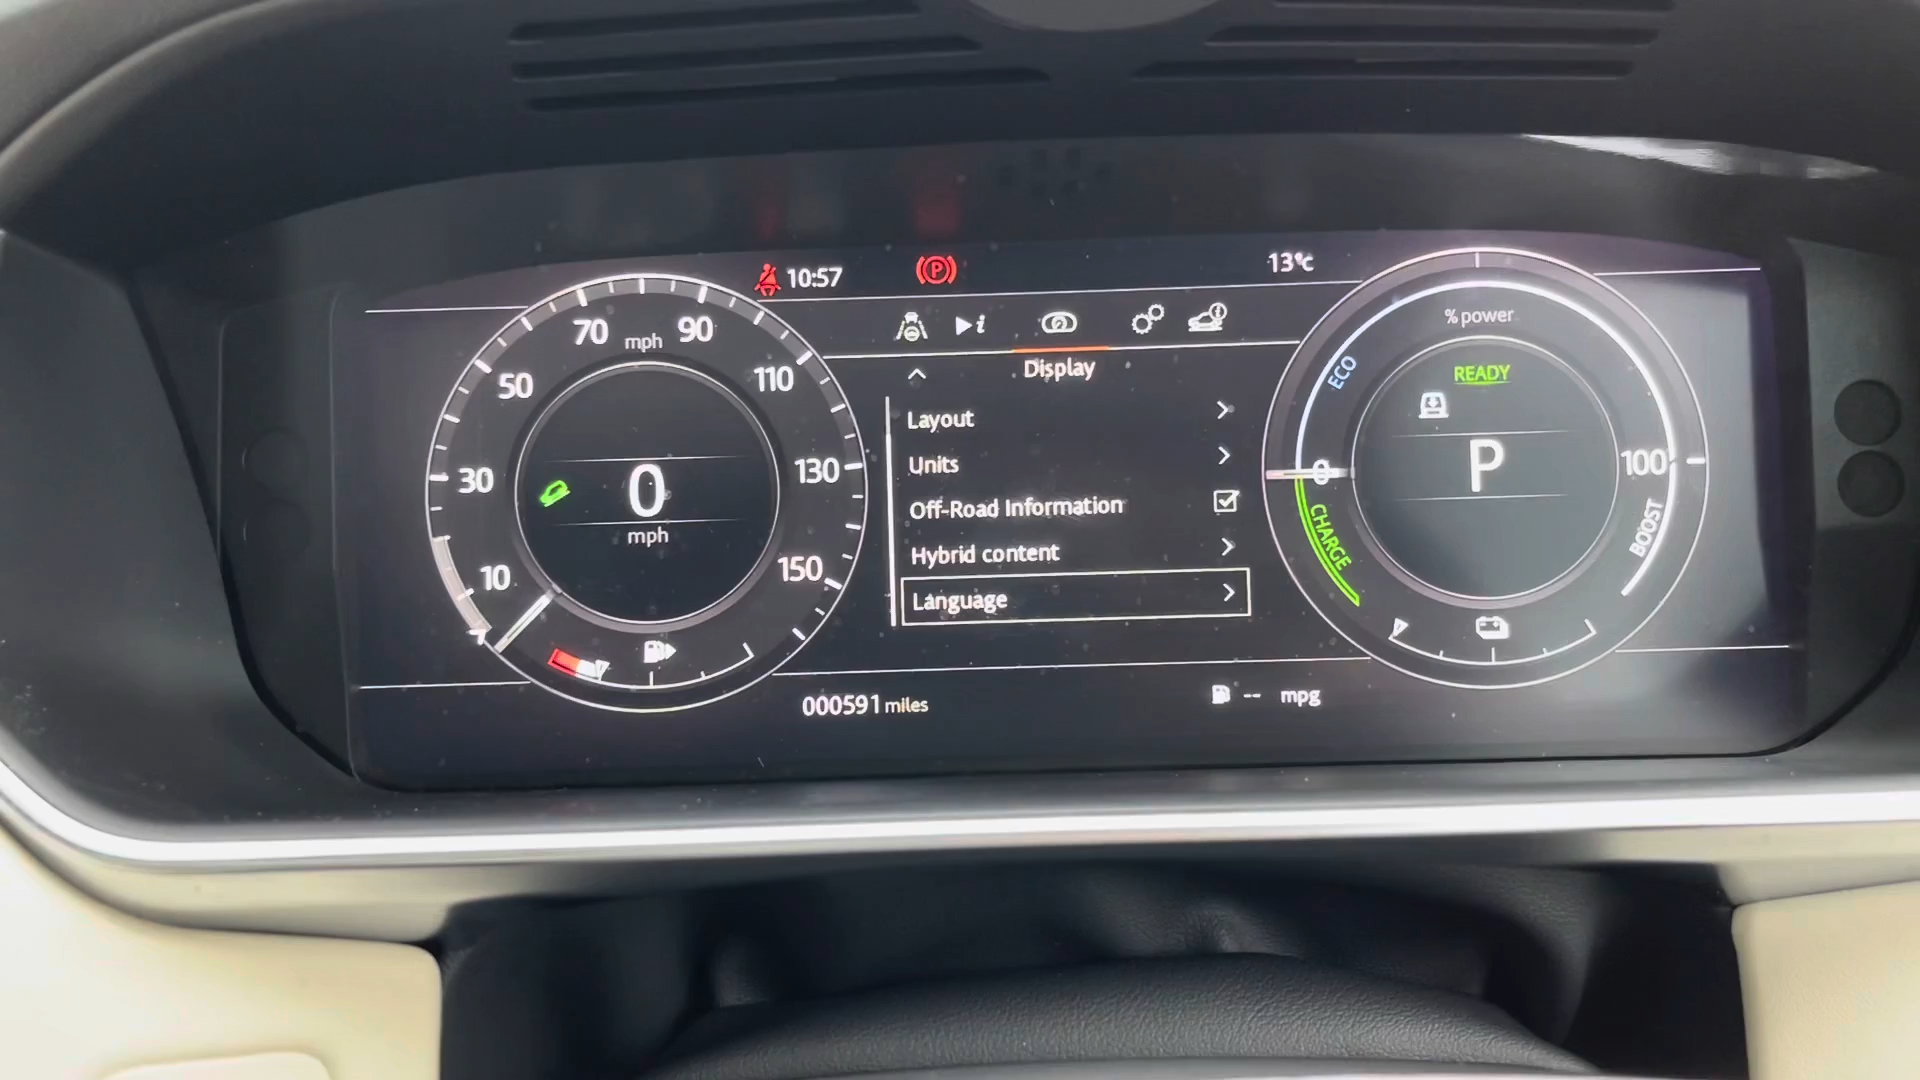 10:57
P
13°C
i
Display
Layout
Units
Off-Road Information
Hybrid content
Language
10
30
50
70
mph
90
110
130
150
0
mph
% power
ECO
READY
P
0
100
CHARGE
BOOST
000591 miles
-- mpg